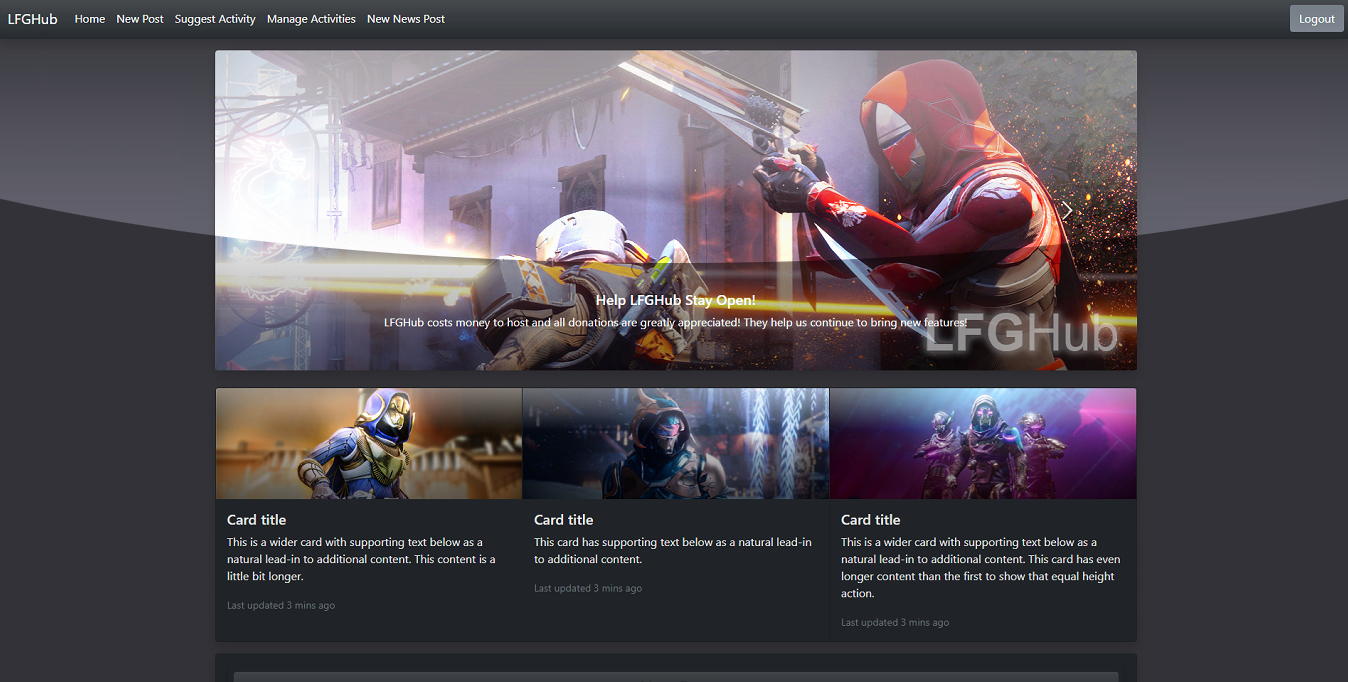 LFGHub Home New Post Suggest Activity Manage Activities New News Post Logout
Help LFGHub Stay Open!
LFGHub costs money to host and all donations are greatly appreciated! They help us continue to bring new features!
LFGHub
Card title
This is a wider card with supporting text below as a
natural lead-in to additional content. This content is a
little bit longer.
Last updated 3 mins ago
Card title
This card has supporting text below as a natural lead-in
to additional content.
Last updated 3 mins ago
Card title
This is a wider card with supporting text below as a
natural lead-in to additional content. This card has even
longer content than the first to show that equal height
action.
Last updated 3 mins ago